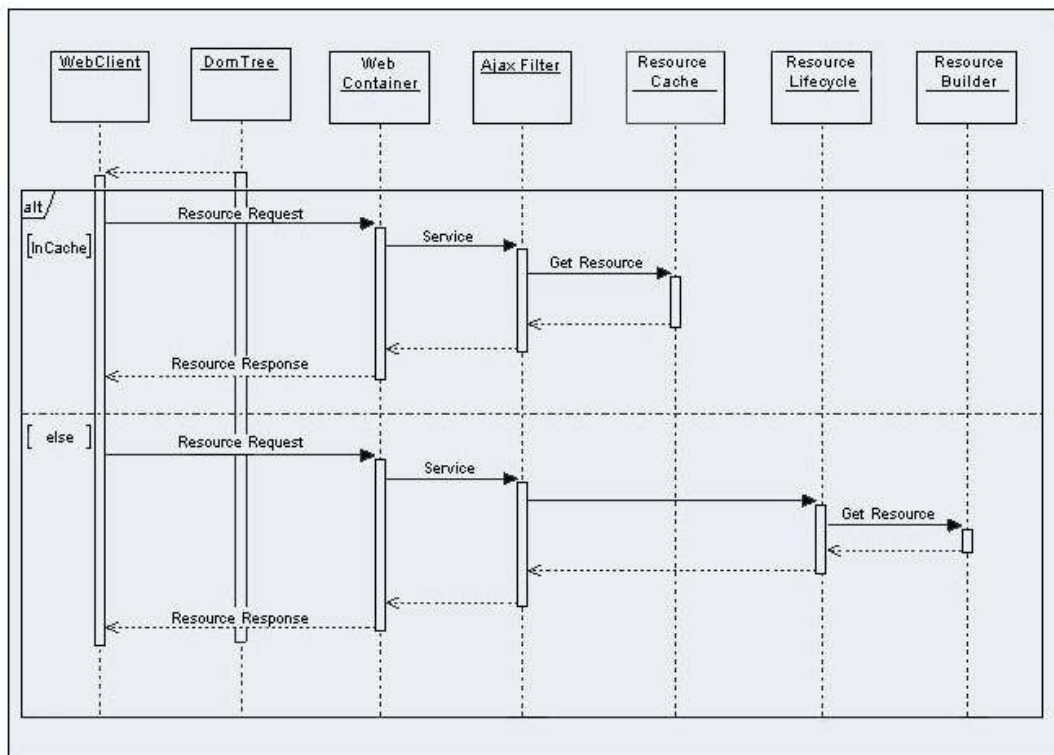 WebClient
DomTree
Web
Container
Ajax Filter
Resource
Cache
Resource
Lifecycle
Resource
Builder
alt
[InCache]
Resource Request
Service
Get Resource
Resource Response
[ else ]
Resource Request
Service
Get Resource
Resource Response